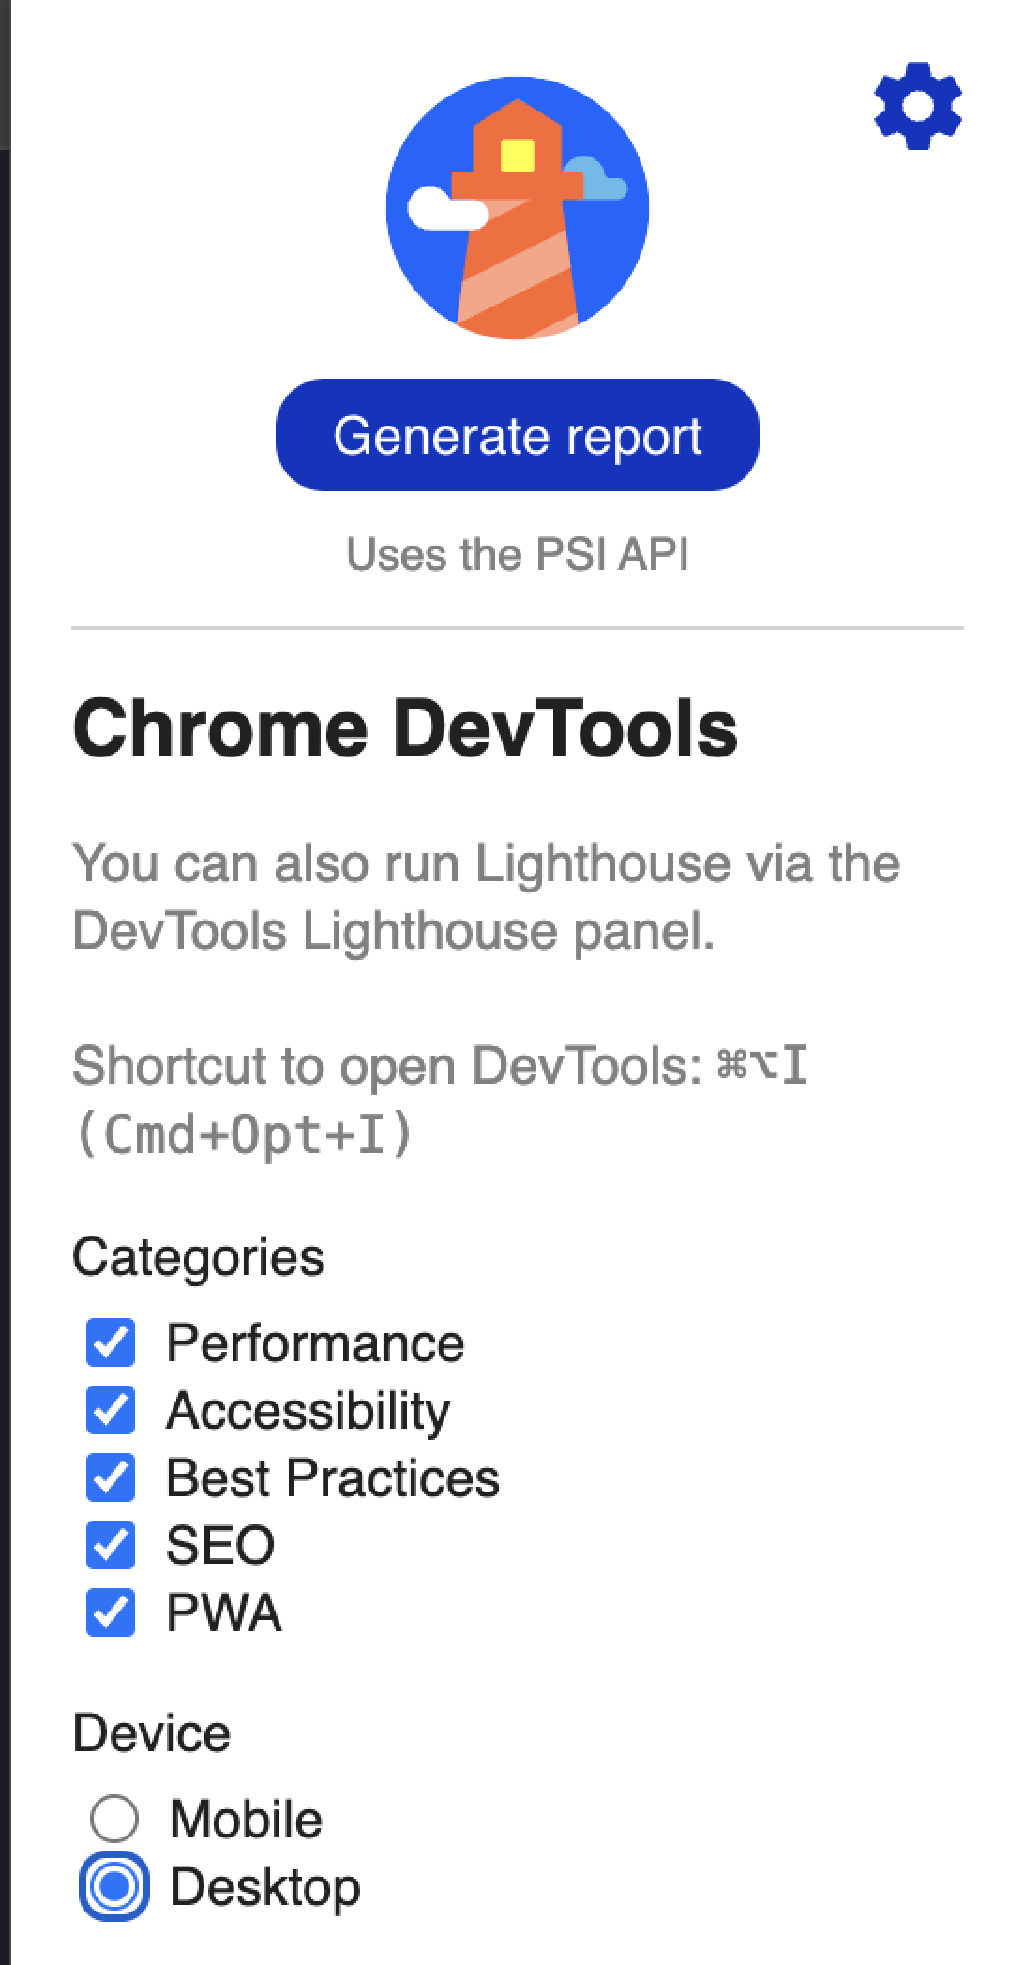 Generate report
Uses the PSI API
Chrome DevTools
You can also run Lighthouse via the
DevTools Lighthouse panel.
Shortcut to open DevTools: ⌘⌥I
(Cmd+Opt+I)
Categories
Performance
Accessibility
Best Practices
SEO
PWA
Device
Mobile
Desktop